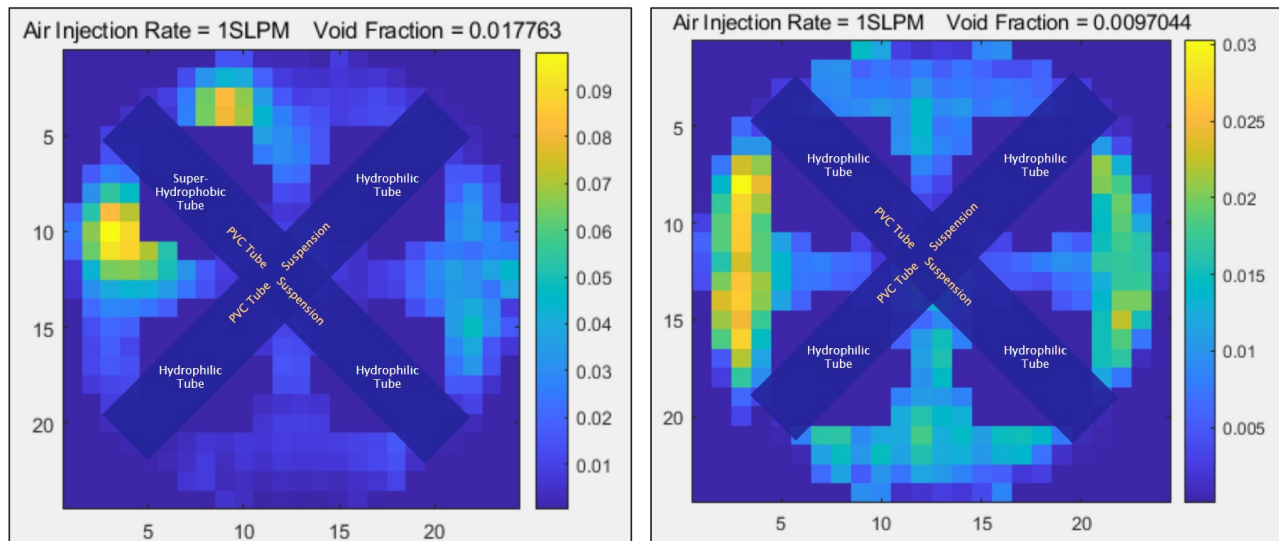 Air Injection Rate = 1SLPM Void Fraction = 0.017763
0.09
0.08
0.07
0.06
0.05
0.04
0.03
0.02
0.01
5
10
15
20
5
10
15
20
Super-
Hydrophobic
Tube
Hydrophilic
Tube
PVC Tube
Suspension
PVC Tube
Suspension
Hydrophilic
Tube
Hydrophilic
Tube
Air Injection Rate = 1SLPM Void Fraction = 0.0097044
0.03
0.025
0.02
0.015
0.01
0.005
5
10
15
20
5
10
15
20
Hydrophilic
Tube
Hydrophilic
Tube
PVC Tube
Suspension
PVC Tube
Suspension
Hydrophilic
Tube
Hydrophilic
Tube